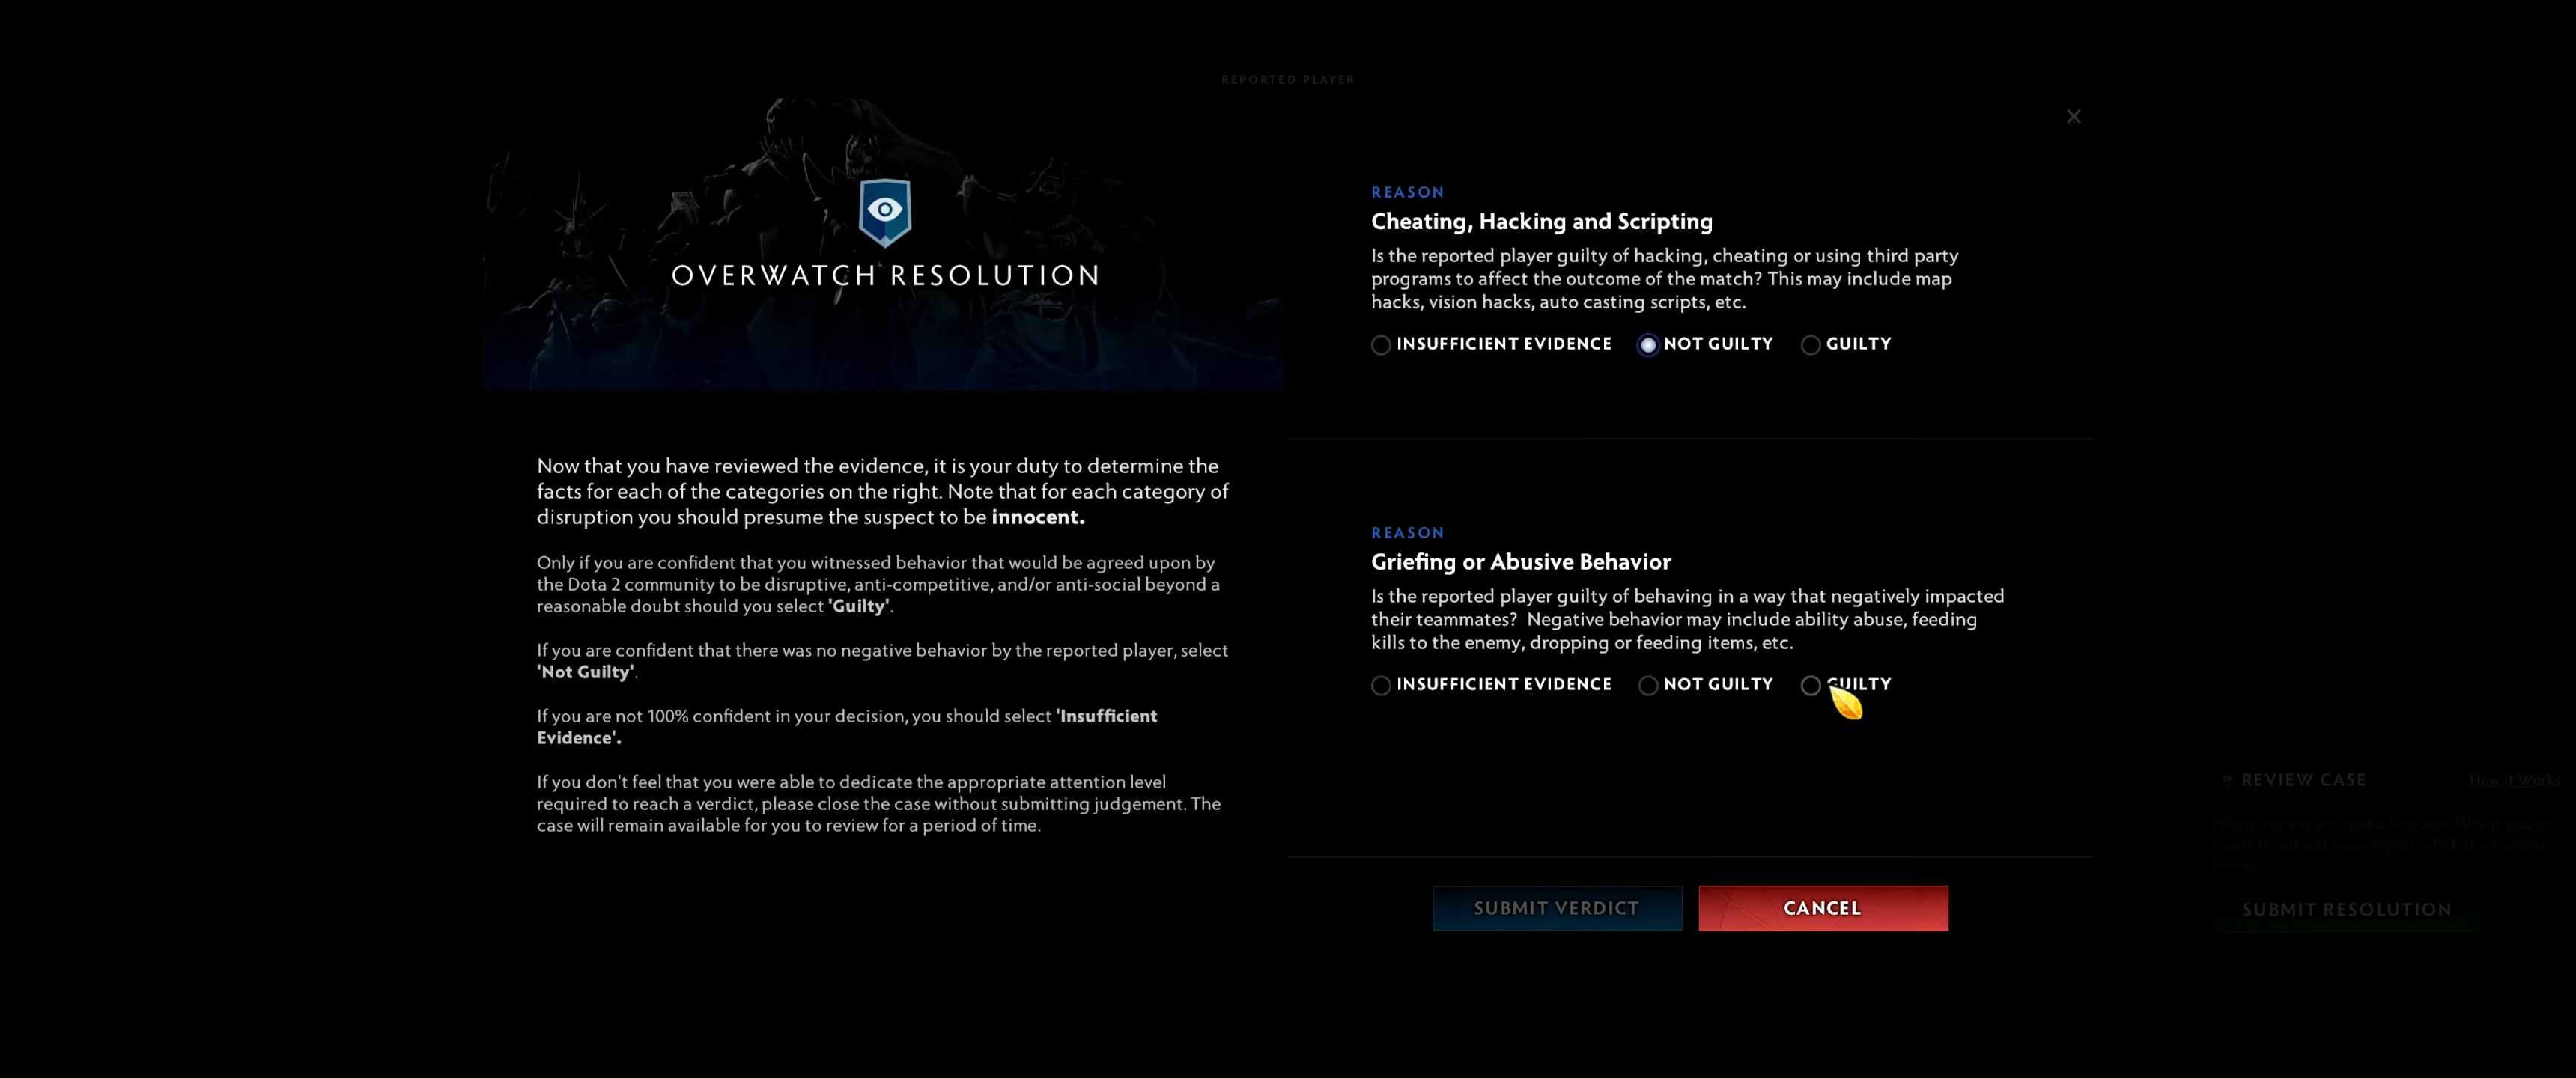 REPORTED PLAYER
OVERWATCH RESOLUTION
Now that you have reviewed the evidence, it is your duty to determine the
facts for each of the categories on the right. Note that for each category of
disruption you should presume the suspect to be innocent.
Only if you are confident that you witnessed behavior that would be agreed upon by
the Dota 2 community to be disruptive, anti-competitive, and/or anti-social beyond a
reasonable doubt should you select 'Guilty'.
If you are confident that there was no negative behavior by the reported player, select
'Not Guilty'.
If you are not 100% confident in your decision, you should select 'Insufficient
Evidence'.
If you don't feel that you were able to dedicate the appropriate attention level
required to reach a verdict, please close the case without submitting judgement. The
case will remain available for you to review for a period of time.
REASON
Cheating, Hacking and Scripting
Is the reported player guilty of hacking, cheating or using third party
programs to affect the outcome of the match? This may include map
hacks, vision hacks, auto casting scripts, etc.
INSUFFICIENT EVIDENCE NOT GUILTY GUILTY
REASON
Griefing or Abusive Behavior
Is the reported player guilty of behaving in a way that negatively impacted
their teammates? Negative behavior may include ability abuse, feeding
kills to the enemy, dropping or feeding items, etc.
INSUFFICIENT EVIDENCE NOT GUILTY GUILTY
SUBMIT VERDICT CANCEL
REVIEW CASE How it Works
SUBMIT RESOLUTION